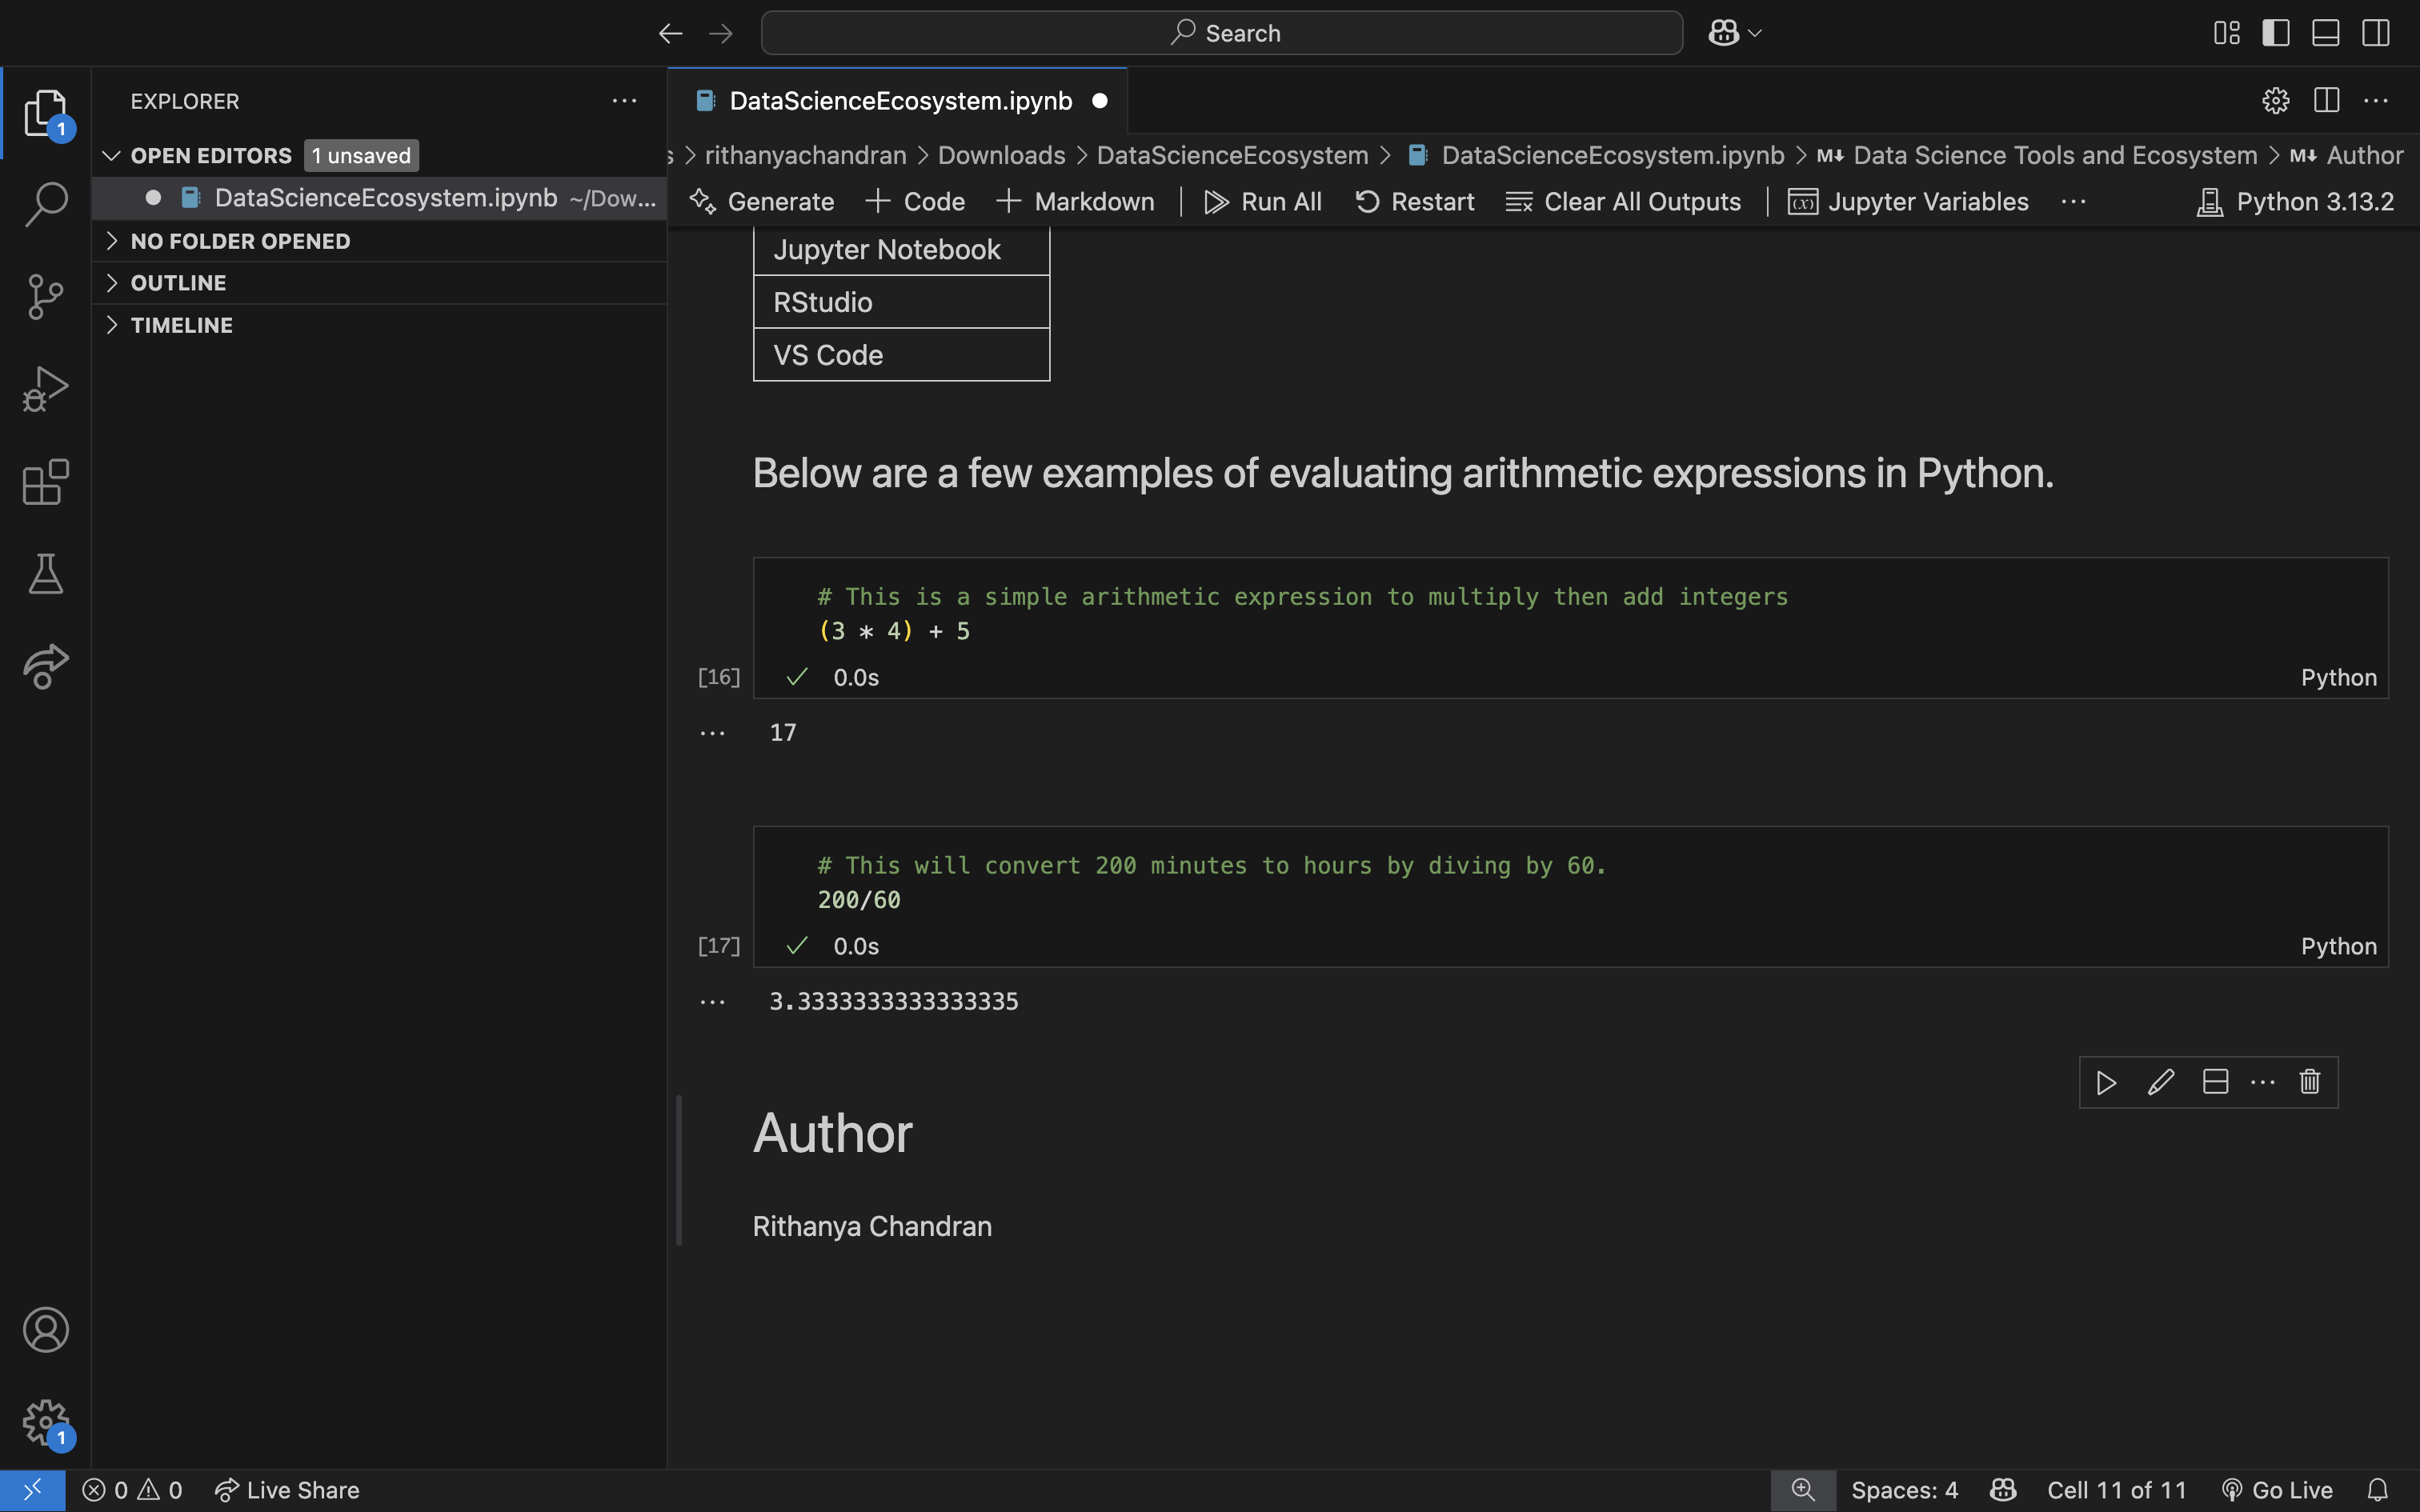 Search
EXPLORER
OPEN EDITORS 1 unsaved
DataScienceEcosystem.ipynb ~/Dow...
NO FOLDER OPENED
OUTLINE
TIMELINE
1
1
DataScienceEcosystem.ipynb
s > rithanyachandran > Downloads > DataScienceEcosystem > DataScienceEcosystem.ipynb > M↓ Data Science Tools and Ecosystem > M↓ Author
Generate + Code + Markdown | Run All Restart Clear All Outputs | Jupyter Variables ... Python 3.13.2
Jupyter Notebook
RStudio
VS Code
Below are a few examples of evaluating arithmetic expressions in Python.
# This is a simple arithmetic expression to multiply then add integers
(3 * 4) + 5
[16] ✓ 0.0s Python
... 17
# This will convert 200 minutes to hours by diving by 60.
200/60
[17] ✓ 0.0s Python
... 3.3333333333333335
Author
Rithanya Chandran
0 0 Live Share Spaces: 4 Cell 11 of 11 Go Live